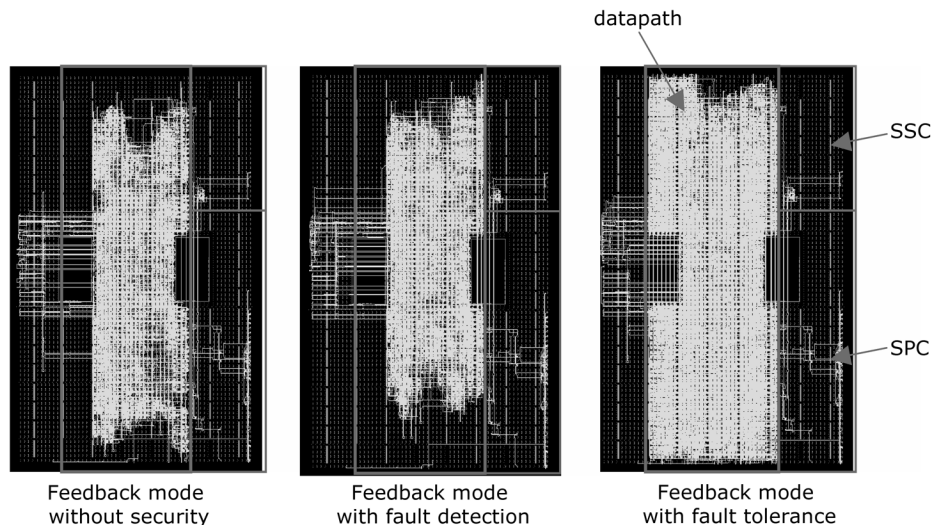 datapath
SSC
SPC
Feedback mode
without security
Feedback mode
with fault detection
Feedback mode
with fault tolerance